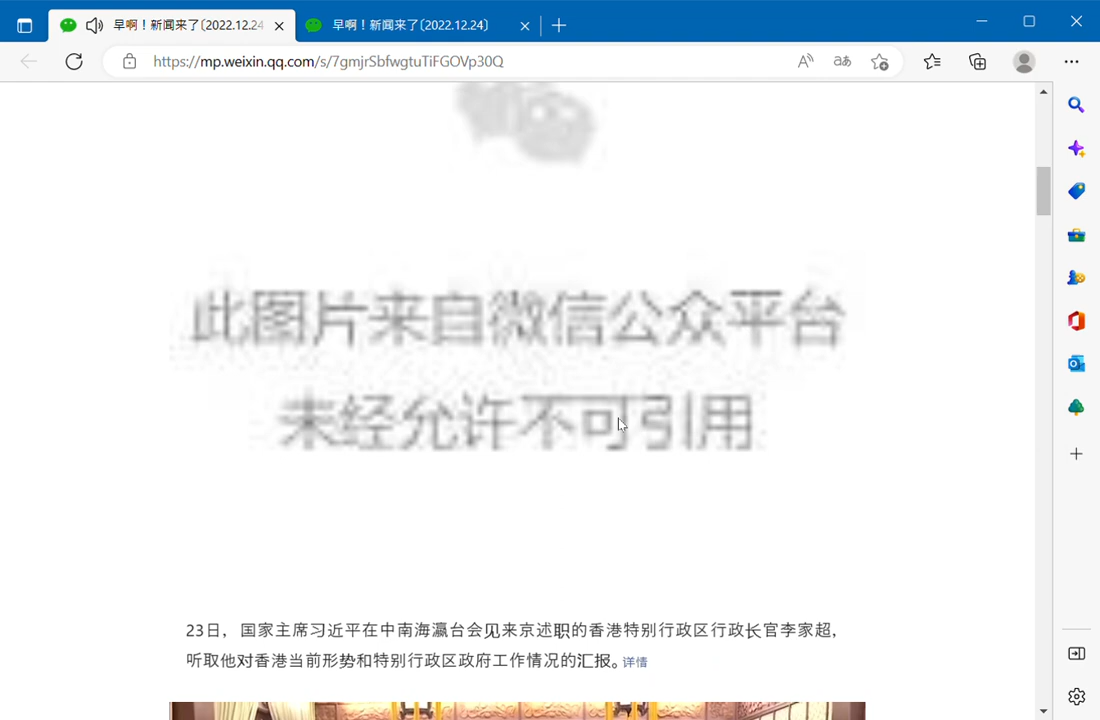 早啊！新闻来了〔2022.12.24
早啊！新闻来了〔2022.12.24〕
https://mp.weixin.qq.com/s/7gmjrSbfwgtuTiFGOVp30Q
此图片来自微信公众平台
未经允许不可引用
23日，国家主席习近平在中南海瀛台会见来京述职的香港特别行政区行政长官李家超，
听取他对香港当前形势和特别行政区政府工作情况的汇报。详情